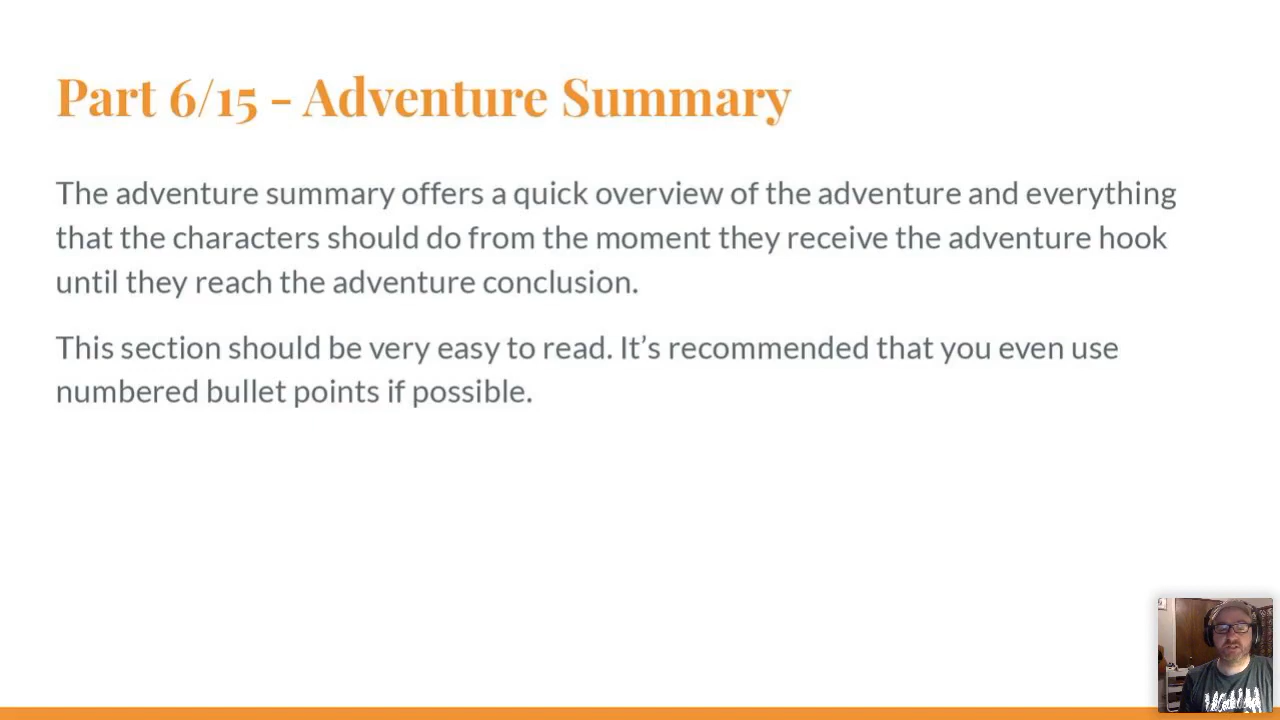 Part 6/15 - Adventure Summary
The adventure summary offers a quick overview of the adventure and everything
that the characters should do from the moment they receive the adventure hook
until they reach the adventure conclusion.
This section should be very easy to read. It’s recommended that you even use
numbered bullet points if possible.